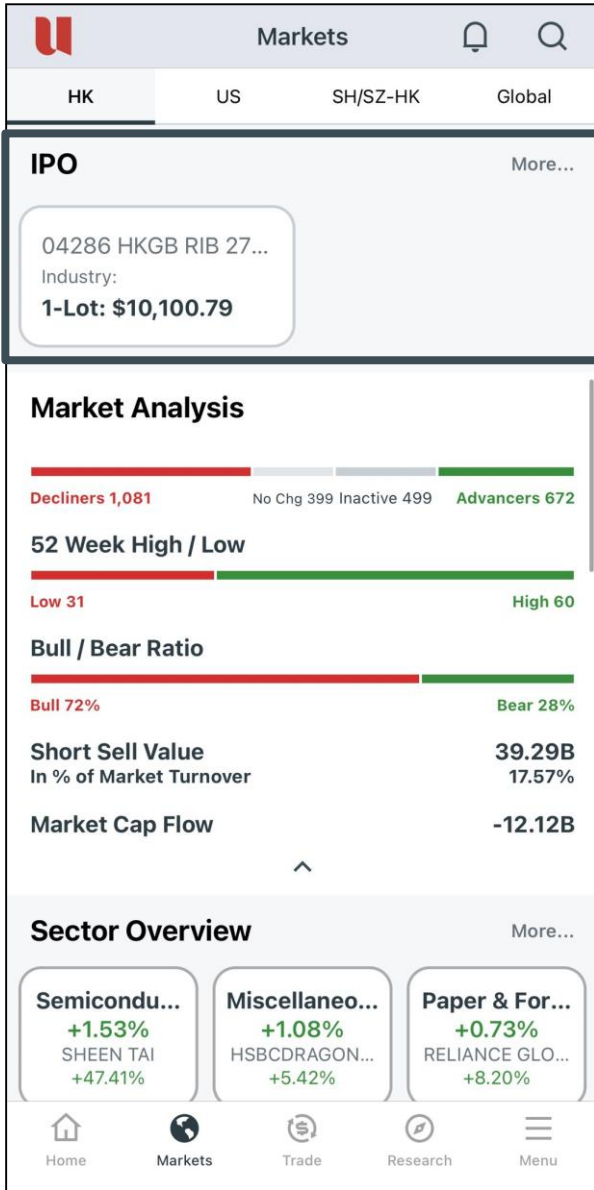 U
Markets
HK US SH/SZ-HK Global
IPO More...
04286 HKGB RIB 27...
Industry:
1-Lot: $10,100.79
Market Analysis
Decliners 1,081 No Chg 399 Inactive 499 Advancers 672
52 Week High / Low
Low 31 High 60
Bull / Bear Ratio
Bull 72% Bear 28%
Short Sell Value 39.29B
In % of Market Turnover 17.57%
Market Cap Flow -12.12B
Sector Overview More...
Semicondu... Miscellaneo... Paper & For...
+1.53% +1.08% +0.73%
SHEEN TAI HSBCDRAGON... RELIANCE GLO...
+47.41% +5.42% +8.20%
Home Markets Trade Research Menu